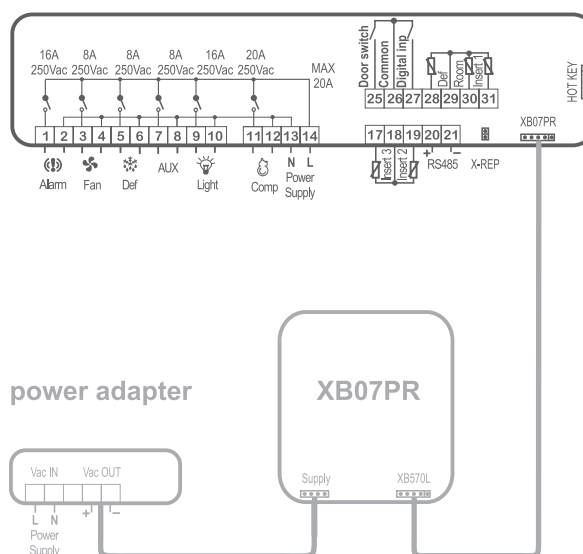 16A 8A 8A 8A 16A 20A
250Vac 250Vac 250Vac 250Vac 250Vac 250Vac
MAX
20A
Door switch
Common
Digital inp
Def
Room
Insert 1
HOT KEY
25 26 27 28 29 30 31
XB07PR
1 2 3 4 5 6 7 8 9 10 11 12 13 14
17 18 19 20 21
Alarm Fan Def AUX Light Comp N L
Power
Supply
Insert 3
Insert 2
+ −
RS485
X-REP
power adapter
XB07PR
Vac IN Vac OUT
L N + −
Power
Supply
Supply XB570L